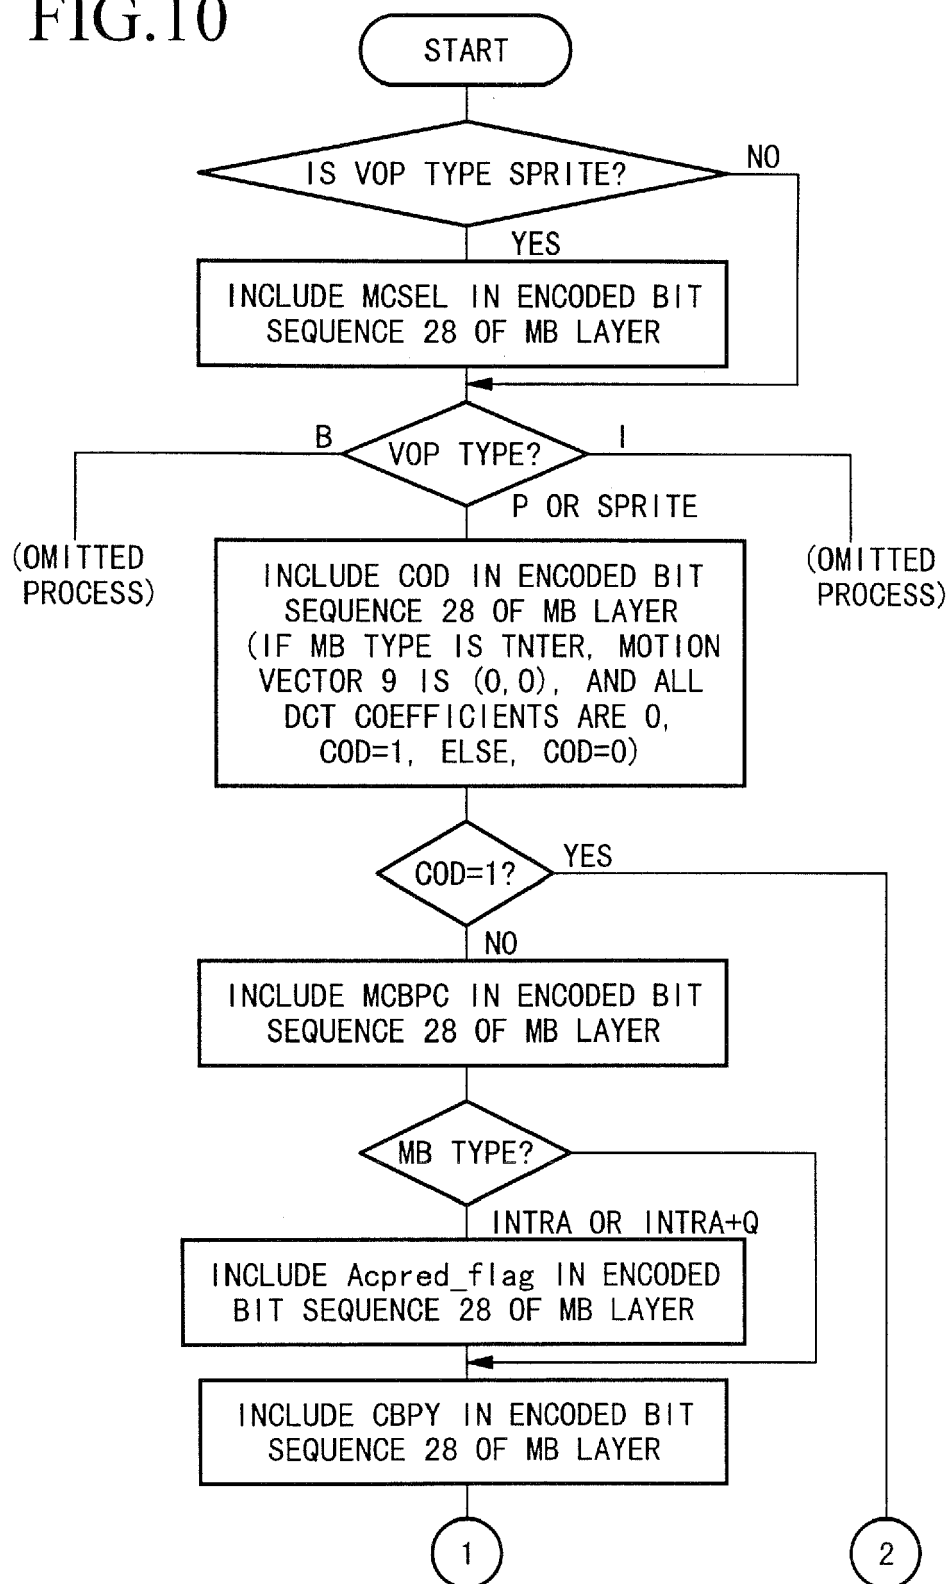 FIG.10
START
IS VOP TYPE SPRITE?
NO
YES
INCLUDE MCSEL IN ENCODED BIT
SEQUENCE 28 OF MB LAYER
B
VOP TYPE?
I
P OR SPRITE
(OMITTED
PROCESS)
(OMITTED
PROCESS)
INCLUDE COD IN ENCODED BIT
SEQUENCE 28 OF MB LAYER
(IF MB TYPE IS TNTER, MOTION
VECTOR 9 IS (0,0), AND ALL
DCT COEFFICIENTS ARE 0,
COD=1, ELSE, COD=0)
COD=1?
YES
NO
INCLUDE MCBPC IN ENCODED BIT
SEQUENCE 28 OF MB LAYER
MB TYPE?
INTRA OR INTRA+Q
INCLUDE Acpred_flag IN ENCODED
BIT SEQUENCE 28 OF MB LAYER
INCLUDE CBPY IN ENCODED BIT
SEQUENCE 28 OF MB LAYER
1
2